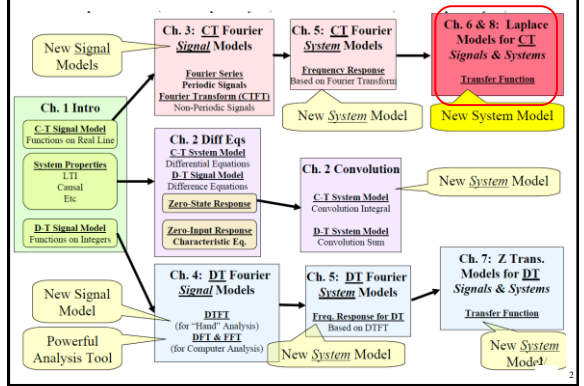 Ch. 3: CT Fourier
Signal Models
Fourier Series
Periodic Signals
Fourier Transform (CTFT)
Non-Periodic Signals
Ch. 5: CT Fourier
System Models
Frequency Response
Based on Fourier Transform
Ch. 6 & 8: Laplace
Models for CT
Signals & Systems
Transfer Function
New Signal
Models
New System Model
New System Model
Ch. 1 Intro
C-T Signal Model
Functions on Real Line
System Properties
LTI
Causal
Etc
D-T Signal Model
Functions on Integers
Ch. 2 Diff Eqs
C-T System Model
Differential Equations
D-T Signal Model
Difference Equations
Zero-State Response
Zero-Input Response
Characteristic Eq.
Ch. 2 Convolution
C-T System Model
Convolution Integral
D-T System Model
Convolution Sum
New System Model
Ch. 4: DT Fourier
Signal Models
DTFT
(for "Hand" Analysis)
DFT & FFT
(for Computer Analysis)
Ch. 5: DT Fourier
System Models
Freq. Response for DT
Based on DTFT
Ch. 7: Z Trans.
Models for DT
Signals & Systems
Transfer Function
New Signal
Model
Powerful
Analysis Tool
New System Model
New System
Model
2